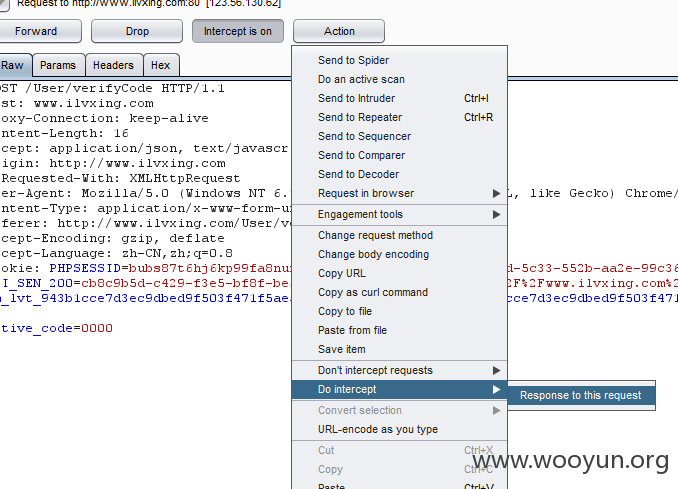 Request to http://www.ilvxing.com:80 [123.56.130.62]
Forward Drop Intercept is on Action
Raw Params Headers Hex
OST /User/verifyCode HTTP/1.1
st: www.ilvxing.com
oxy-Connection: keep-alive
ntent-Length: 16
cept: application/json, text/javascr
igin: http://www.ilvxing.com
Requested-With: XMLHttpRequest
er-Agent: Mozilla/5.0 (Windows NT 6. L, like Gecko) Chrome/
ntent-Type: application/x-www-form-u
ferer: http://www.ilvxing.com/User/v
cept-Encoding: gzip, deflate
cept-Language: zh-CN,zh;q=0.8
okie: PHPSESSID=bubs87t6hj6kp99fa8nu d-5c33-552b-aa2e-99c36
I_SEN_200=cb8c9b5d-c429-f3e5-bf8f-be 2F%2Fwww.ilvxing.com%2
_lvt_943b1cce7d3ec9dbed9f503f471f5ae cce7d3ec9dbed9f503f471
tive_code=0000
Send to Spider
Do an active scan
Send to Intruder Ctrl+I
Send to Repeater Ctrl+R
Send to Sequencer
Send to Comparer
Send to Decoder
Request in browser
Engagement tools
Change request method
Change body encoding
Copy URL
Copy as curl command
Copy to file
Paste from file
Save item
Don't intercept requests
Do intercept
Response to this request
Convert selection
URL-encode as you type
Cut Ctrl+X
Copy Ctrl+C
Paste Ctrl+V
www.wooyun.org